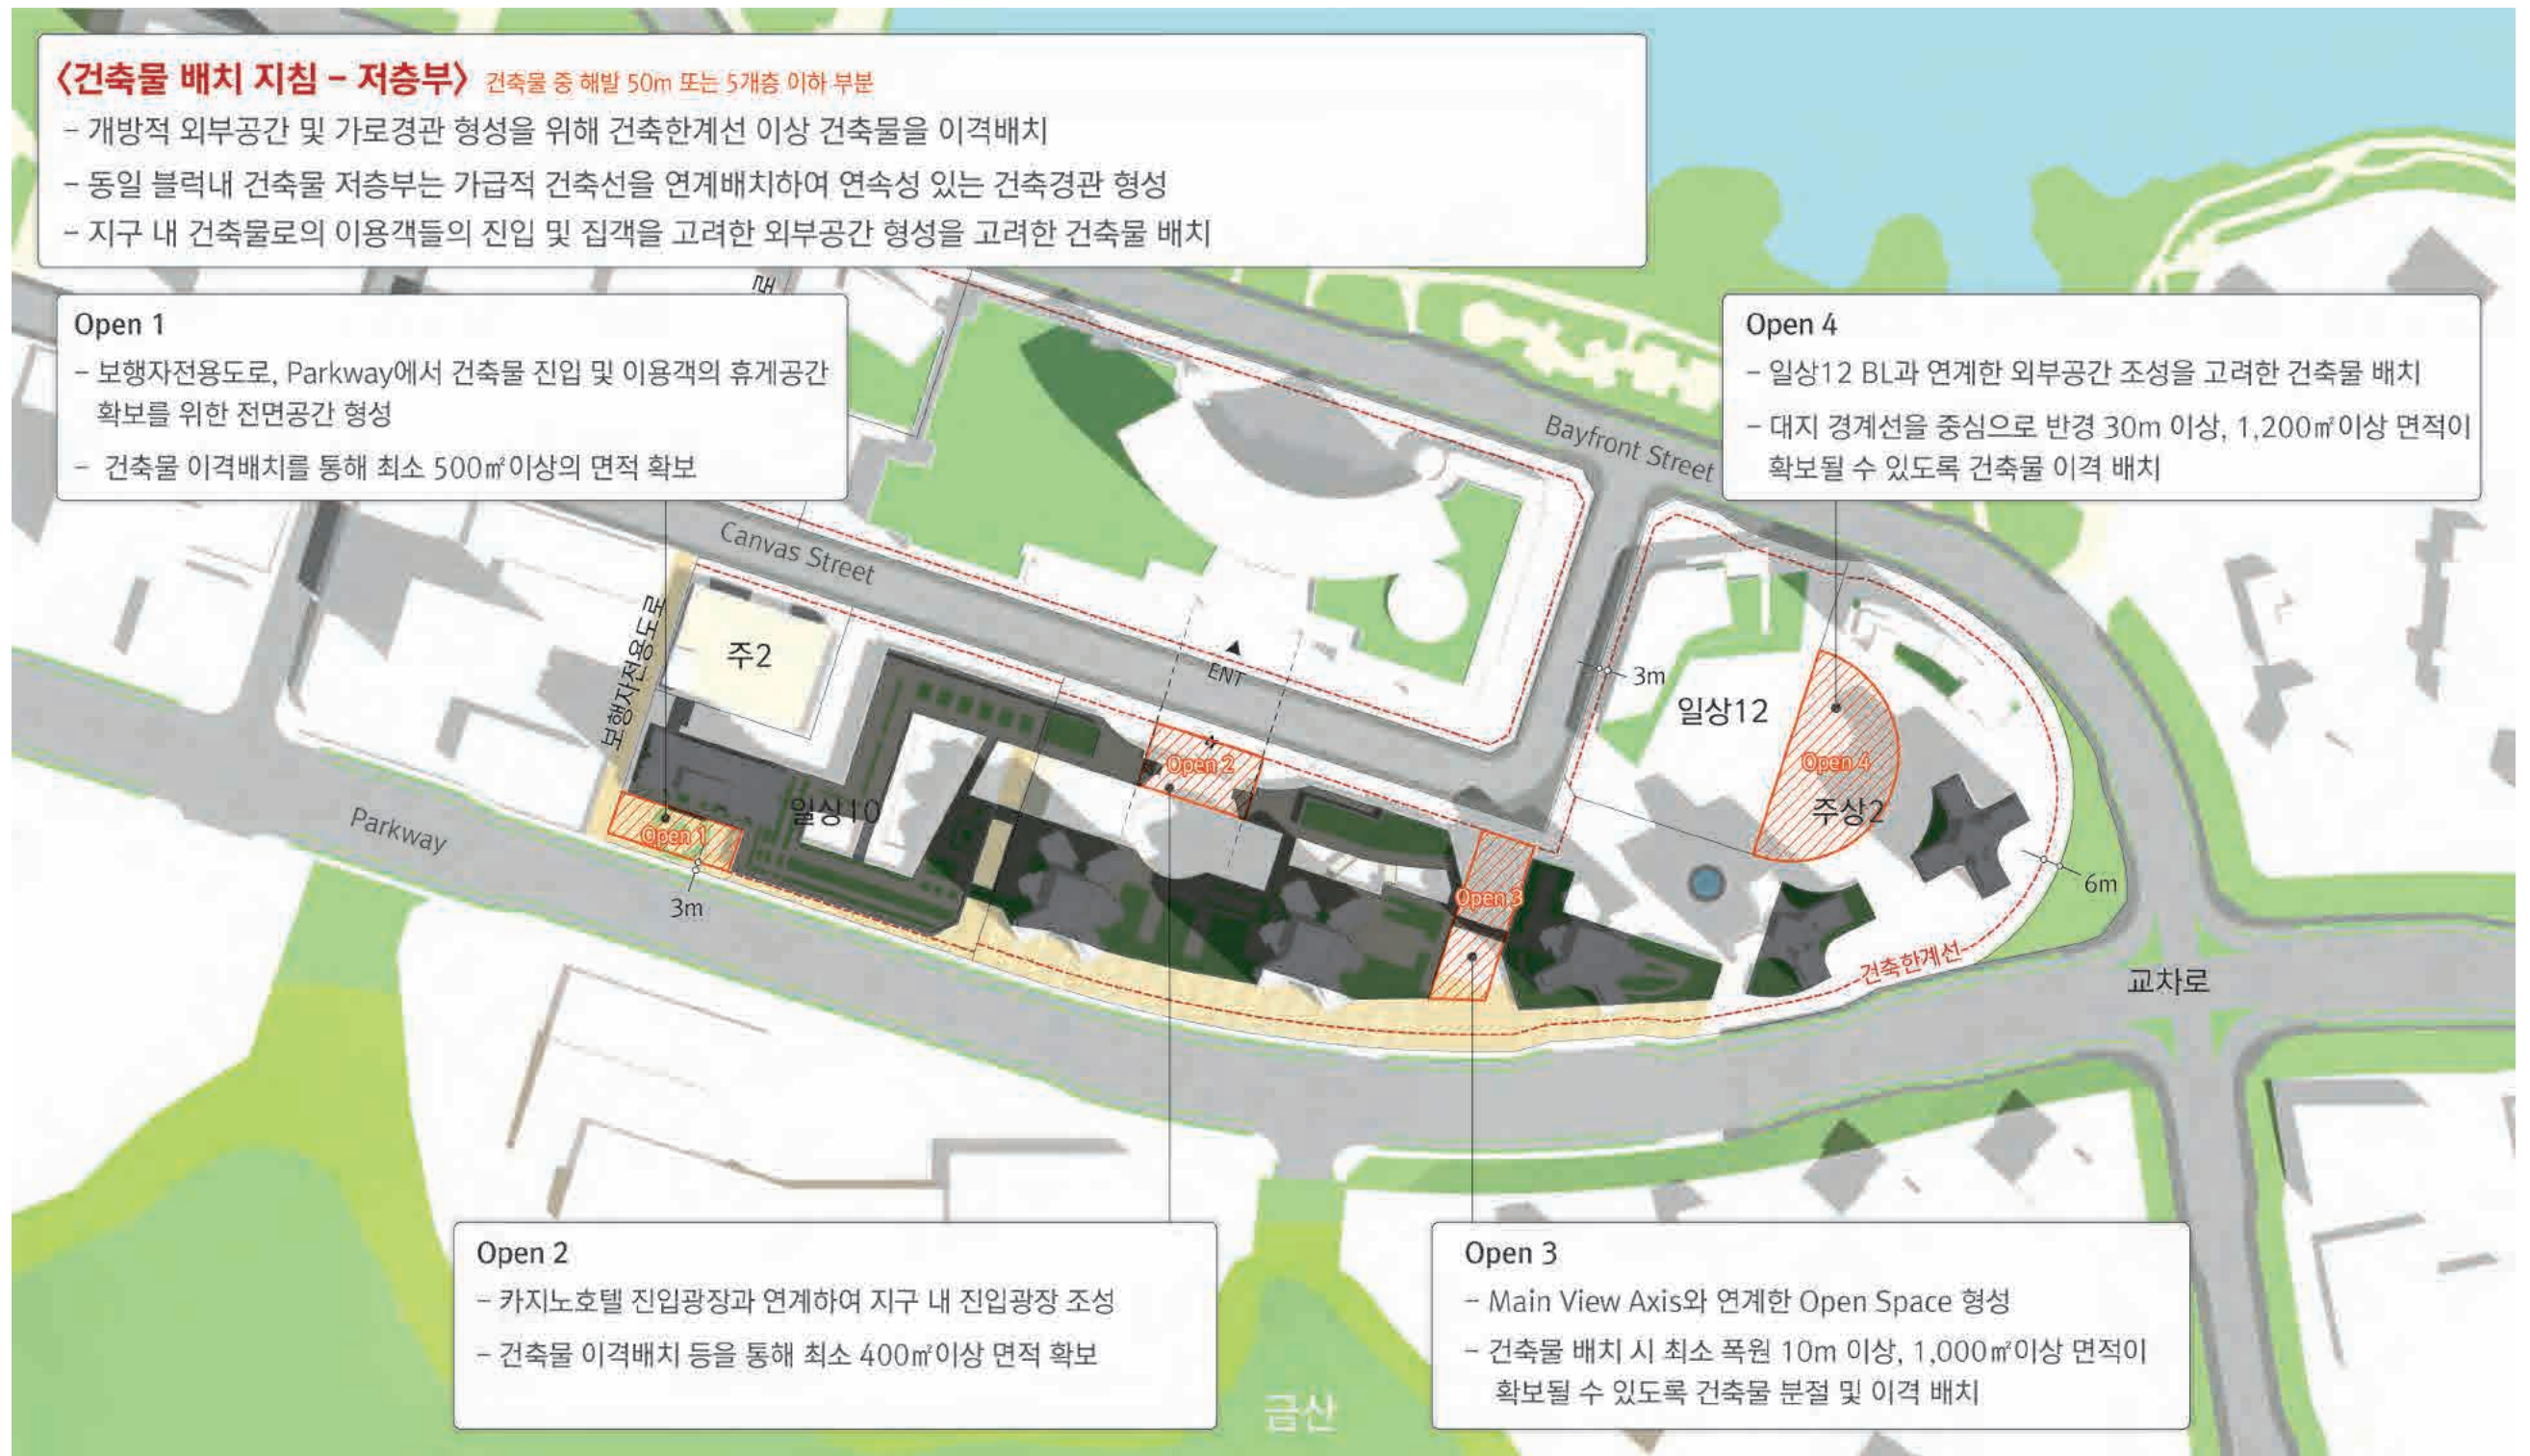 〈건축물 배치 지침 – 저층부〉 건축물 중 해발 50m 또는 5개층 이하 부분
– 개방적 외부공간 및 가로경관 형성을 위해 건축한계선 이상 건축물을 이격배치
– 동일 블럭내 건축물 저층부는 가급적 건축선을 연계배치하여 연속성 있는 건축경관 형성
– 지구 내 건축물로의 이용객들의 진입 및 집객을 고려한 외부공간 형성을 고려한 건축물 배치
로
Open 1
– 보행자전용도로, Parkway에서 건축물 진입 및 이용객의 휴게공간
확보를 위한 전면공간 형성
– 건축물 이격배치를 통해 최소 500㎡이상의 면적 확보
Open 4
– 일상12 BL과 연계한 외부공간 조성을 고려한 건축물 배치
– 대지 경계선을 중심으로 반경 30m 이상, 1,200㎡이상 면적이
확보될 수 있도록 건축물 이격 배치
Bayfront Street
Canvas Street
보행자전용도로
주2
ENT
3m
일상12
Open 2
Open 4
주상2
일상10
Open 1
Parkway
3m
Open 3
6m
건축한계선
교차로
Open 2
– 카지노호텔 진입광장과 연계하여 지구 내 진입광장 조성
– 건축물 이격배치 등을 통해 최소 400㎡이상 면적 확보
Open 3
– Main View Axis와 연계한 Open Space 형성
– 건축물 배치 시 최소 폭원 10m 이상, 1,000㎡이상 면적이
확보될 수 있도록 건축물 분절 및 이격 배치
금산